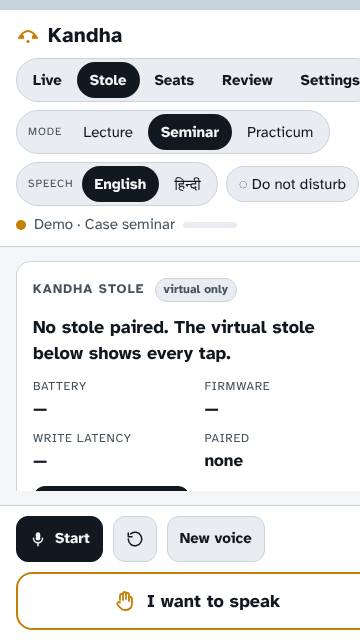 Kandha
Live Stole Seats Review Settings
MODE Lecture Seminar Practicum
SPEECH English हिन्दी Do not disturb
Demo · Case seminar
KANDHA STOLE virtual only
No stole paired. The virtual stole
below shows every tap.
BATTERY FIRMWARE
— —
WRITE LATENCY PAIRED
— none
Start New voice
I want to speak